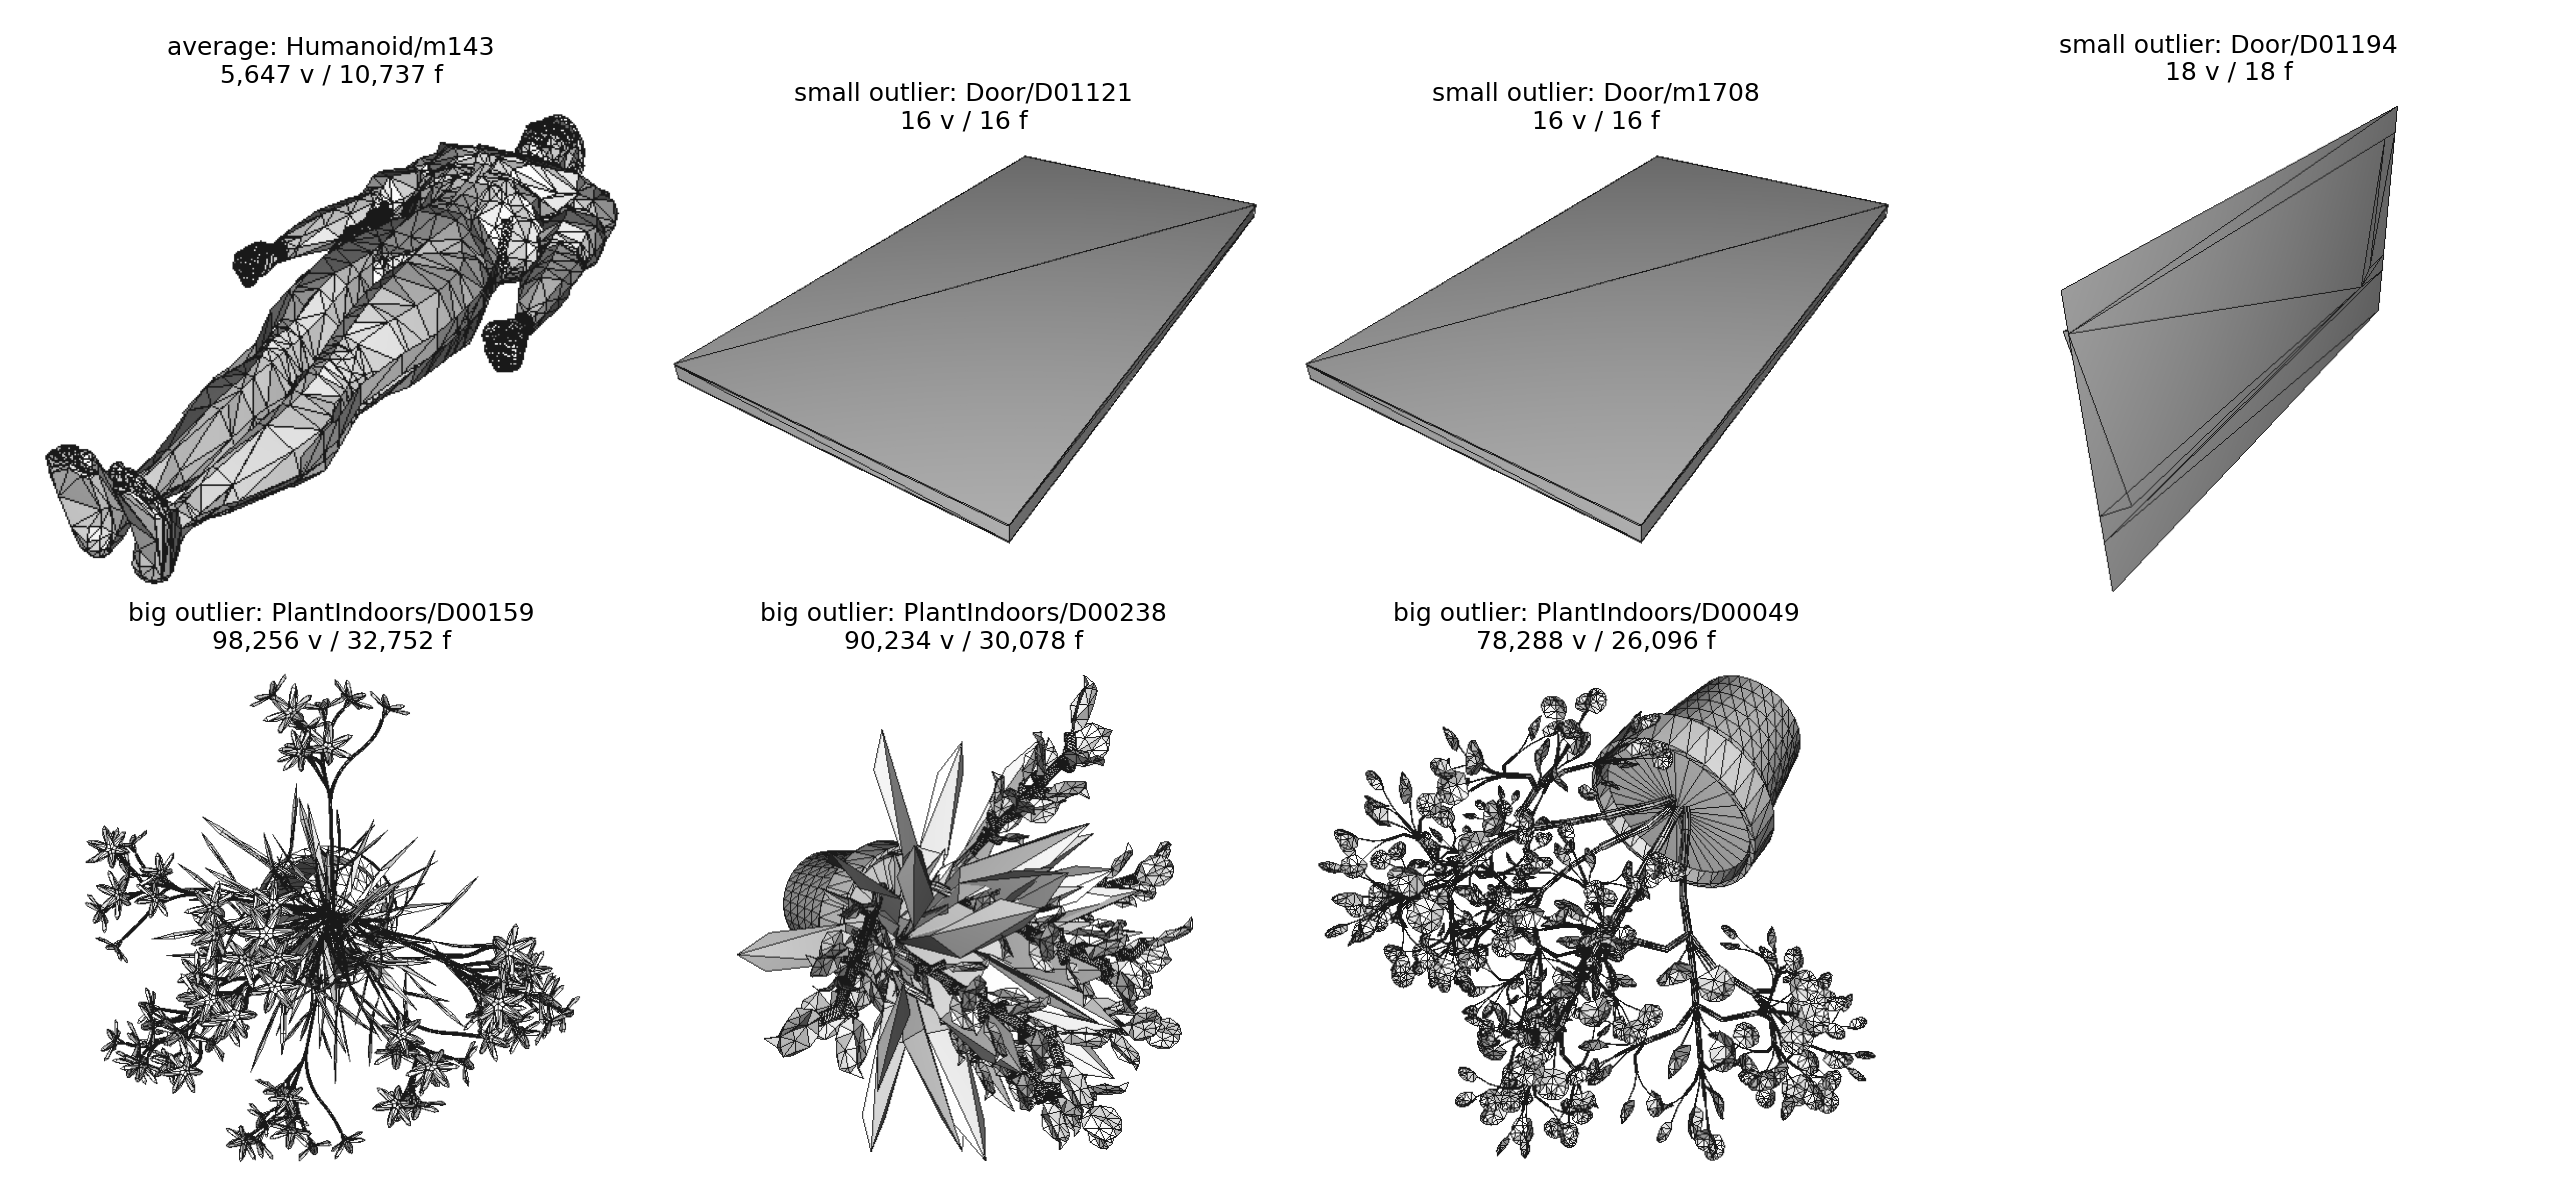 average: Humanoid/m143
5,647 v / 10,737 f
small outlier: Door/D01121
16 v / 16 f
small outlier: Door/m1708
16 v / 16 f
small outlier: Door/D01194
18 v / 18 f
big outlier: PlantIndoors/D00159
98,256 v / 32,752 f
big outlier: PlantIndoors/D00238
90,234 v / 30,078 f
big outlier: PlantIndoors/D00049
78,288 v / 26,096 f